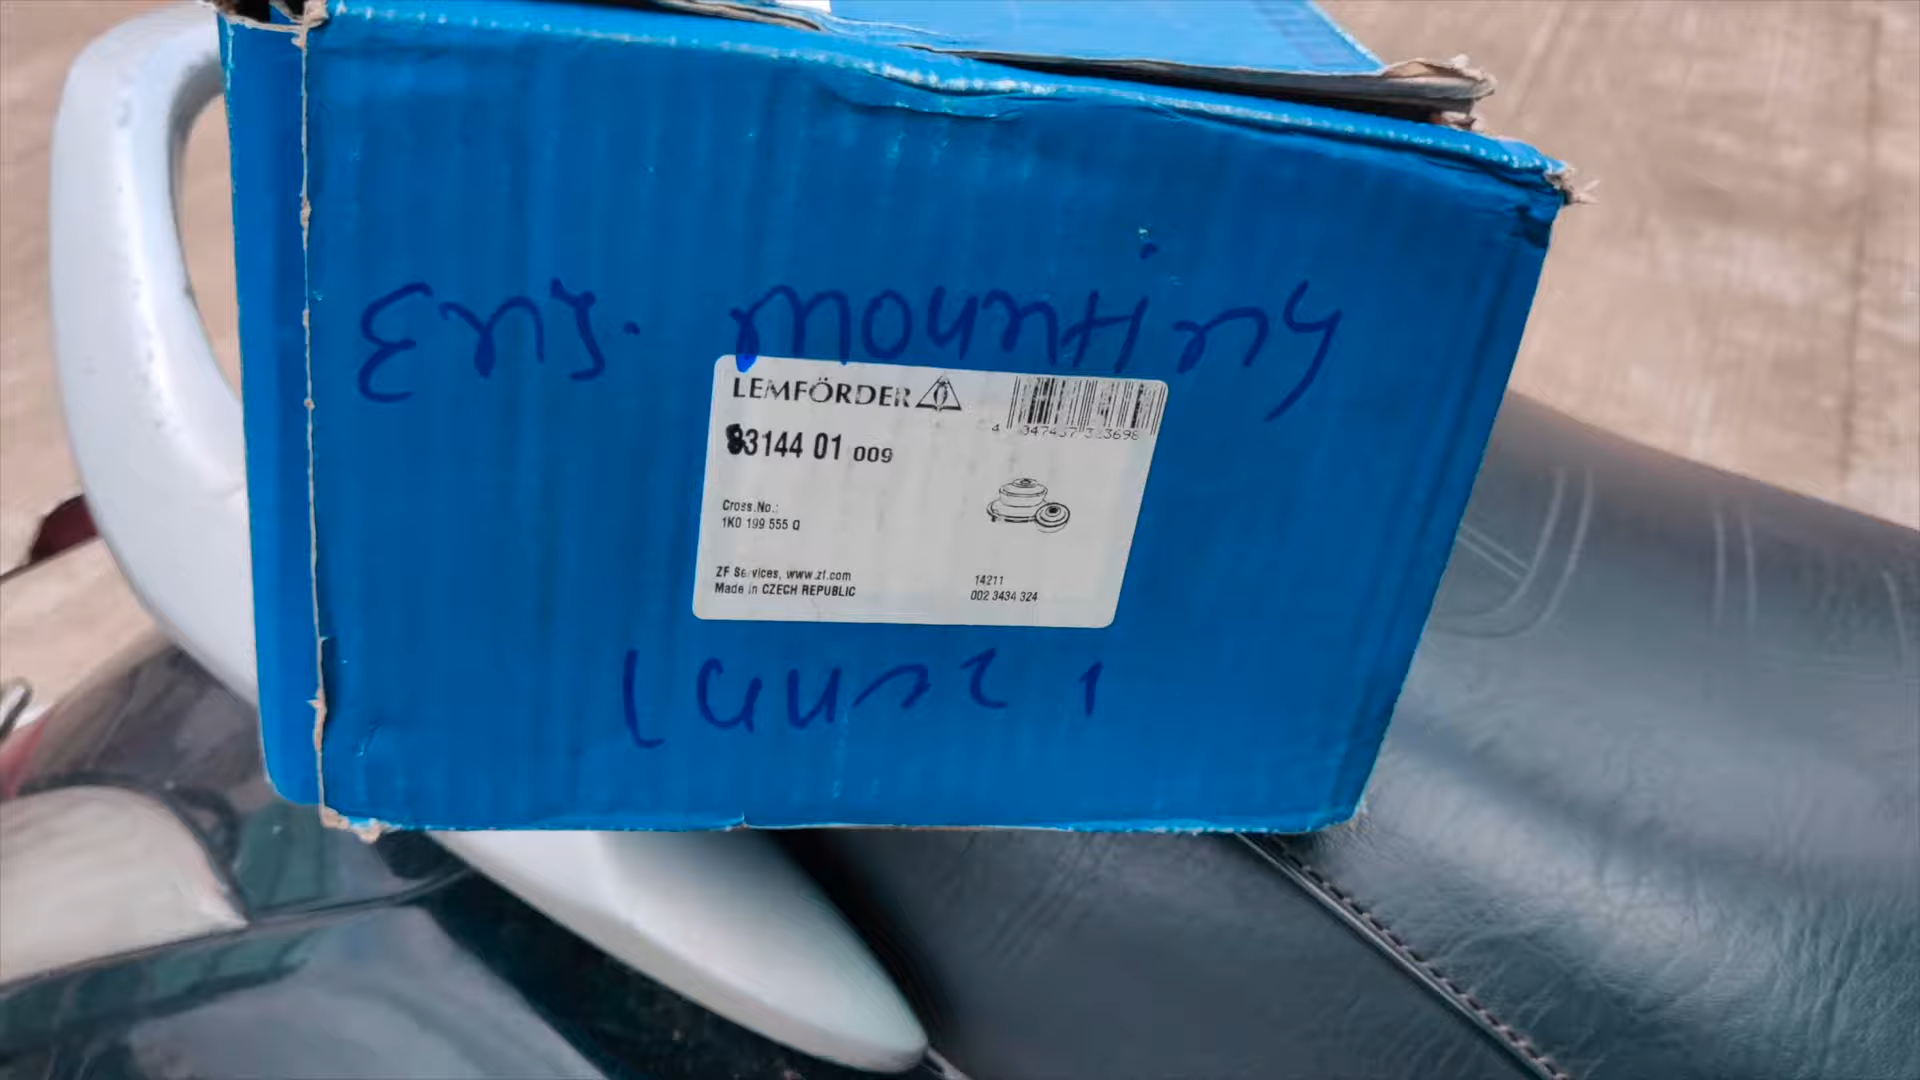 Eng. mounting
LEMFÖRDER
33144 01 009
Cross.No.:
1K0 199 555 Q
ZF Services, www.zf.com
Made in CZECH REPUBLIC
14211
002 3434 324